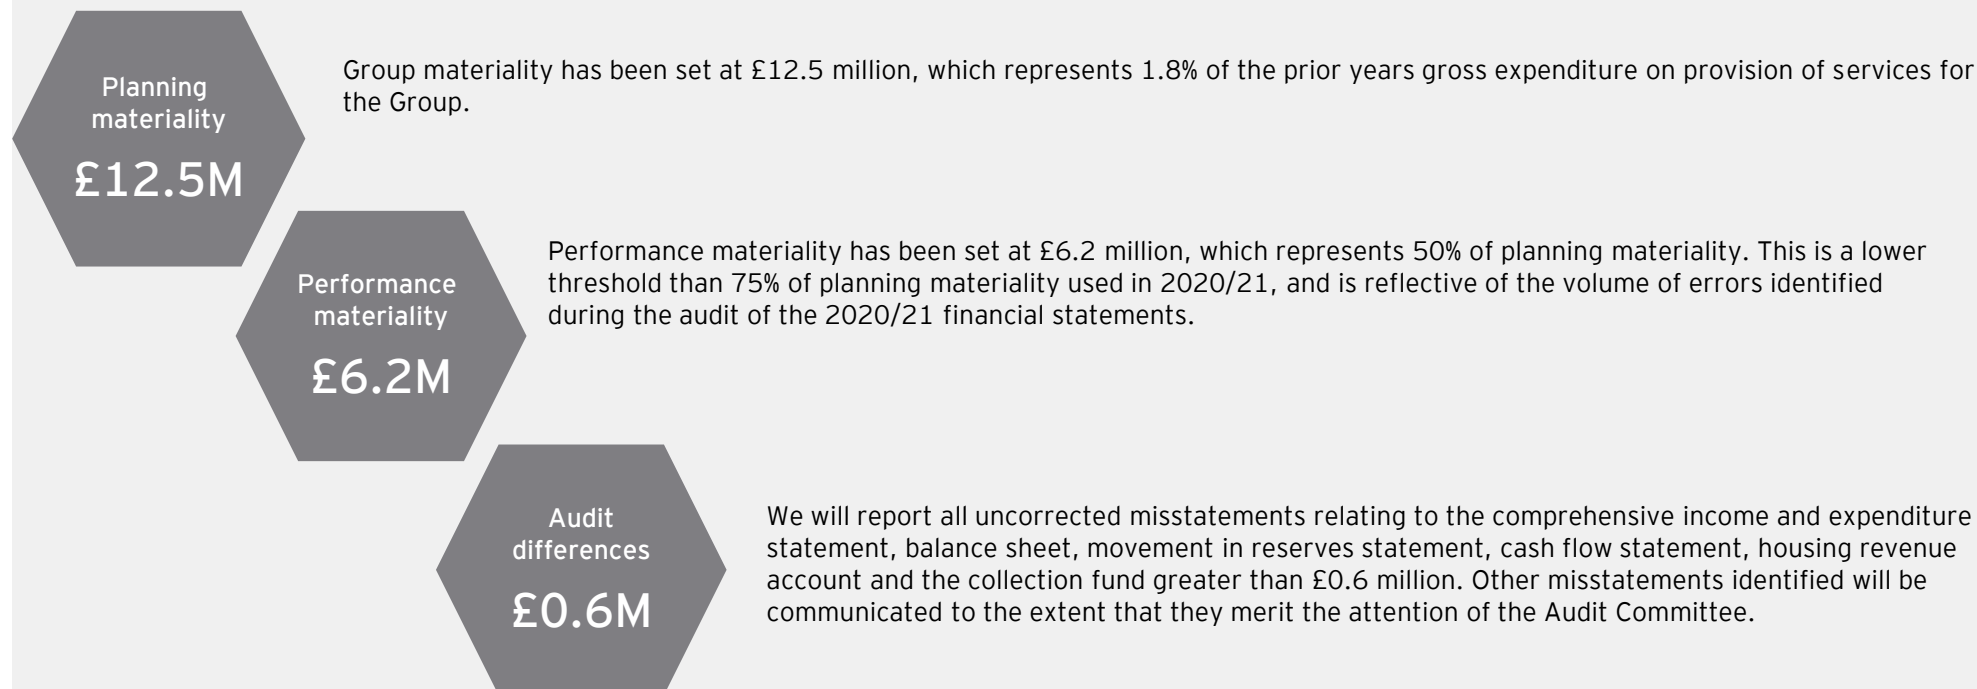 Planning
materiality
£12.5M
Group materiality has been set at £12.5 million, which represents 1.8% of the prior years gross expenditure on provision of services for
the Group.
Performance
materiality
£6.2M
Performance materiality has been set at £6.2 million, which represents 50% of planning materiality. This is a lower
threshold than 75% of planning materiality used in 2020/21, and is reflective of the volume of errors identified
during the audit of the 2020/21 financial statements.
Audit
differences
£0.6M
We will report all uncorrected misstatements relating to the comprehensive income and expenditure
statement, balance sheet, movement in reserves statement, cash flow statement, housing revenue
account and the collection fund greater than £0.6 million. Other misstatements identified will be
communicated to the extent that they merit the attention of the Audit Committee.